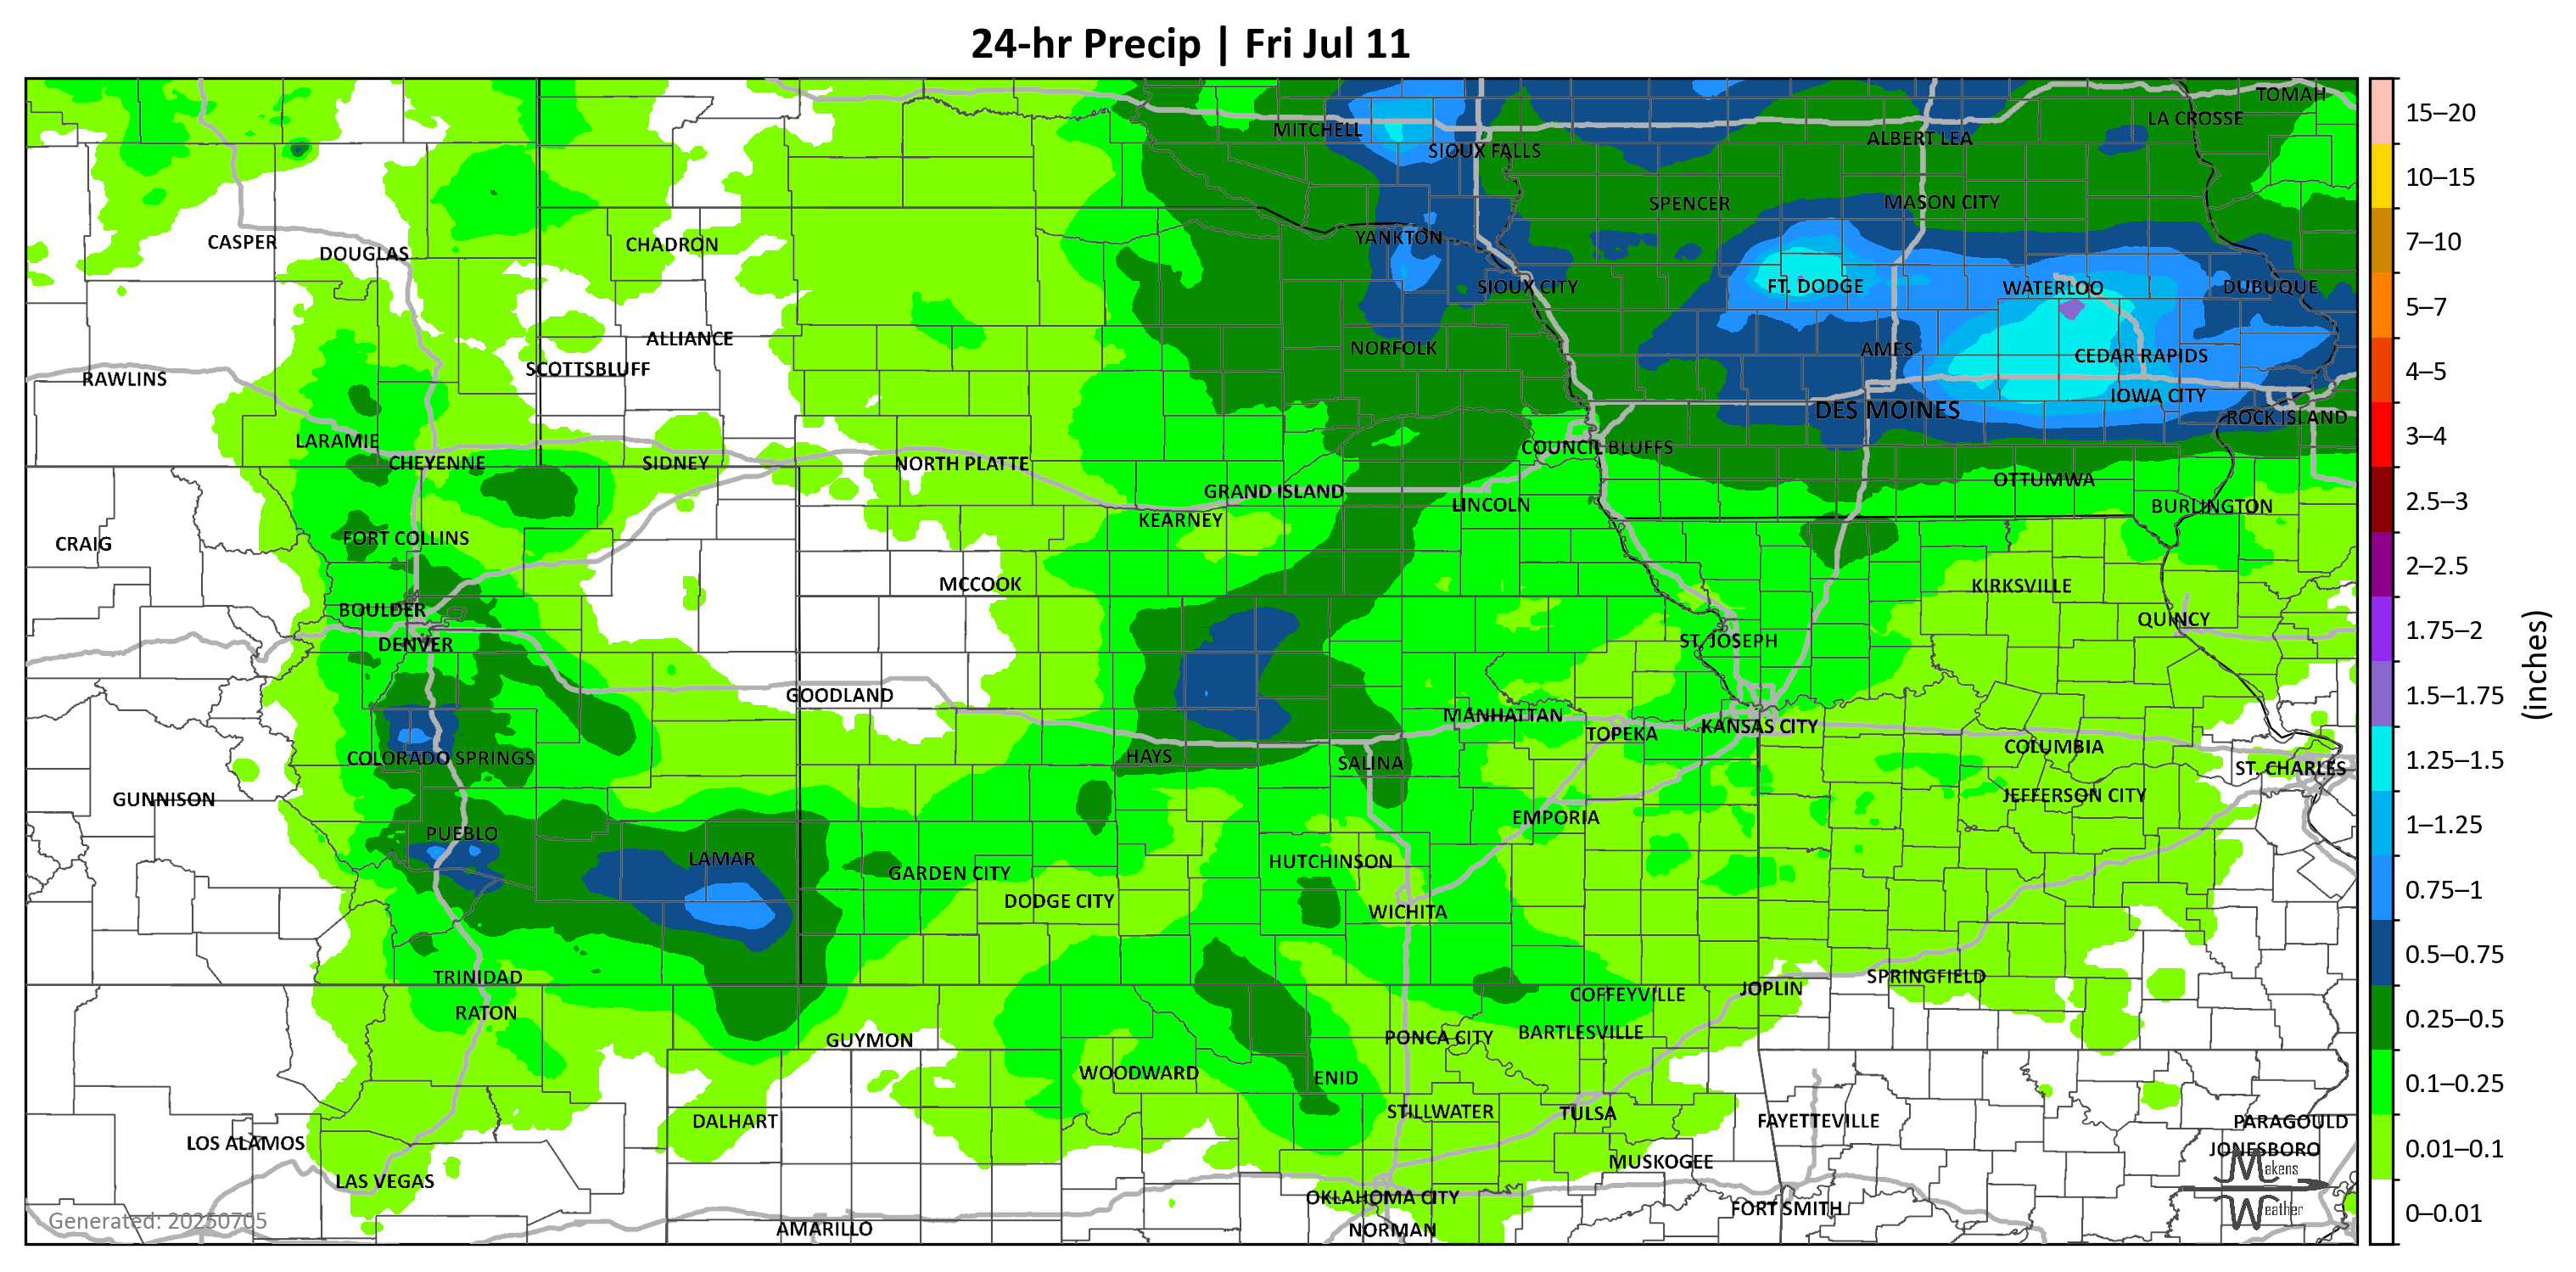 24-hr Precip | Fri Jul 11
TOMAH
15–20
LA CROSSE
MITCHELL
ALBERT LEA
SIOUX FALLS
10–15
SPENCER
MASON CITY
CASPER
DOUGLAS
CHADRON
YANKTON
7–10
FT. DODGE
WATERLOO
DUBUQUE
SIOUX CITY
5–7
ALLIANCE
NORFOLK
AMES
CEDAR RAPIDS
SCOTTSBLUFF
4–5
RAWLINS
IOWA CITY
DES MOINES
ROCK ISLAND
LARAMIE
COUNCIL BLUFFS
3–4
CHEYENNE
SIDNEY
NORTH PLATTE
OTTUMWA
GRAND ISLAND
LINCOLN
BURLINGTON
2.5–3
KEARNEY
FORT COLLINS
CRAIG
2–2.5
MCCOOK
KIRKSVILLE
BOULDER
QUINCY
DENVER
ST. JOSEPH
1.75–2
(inches)
GOODLAND
1.5–1.75
MANHATTAN
TOPEKA
KANSAS CITY
COLUMBIA
COLORADO SPRINGS
HAYS
SALINA
ST. CHARLES
1.25–1.5
GUNNISON
JEFFERSON CITY
EMPORIA
PUEBLO
1–1.25
LAMAR
HUTCHINSON
GARDEN CITY
0.75–1
DODGE CITY
WICHITA
0.5–0.75
TRINIDAD
SPRINGFIELD
JOPLIN
COFFEYVILLE
RATON
0.25–0.5
GUYMON
PONCA CITY
BARTLESVILLE
WOODWARD
ENID
0.1–0.25
DALHART
STILLWATER
TULSA
FAYETTEVILLE
PARAGOULD
LOS ALAMOS
JONESBORO
0.01–0.1
MUSKOGEE
Makens
LAS VEGAS
OKLAHOMA CITY
FORT SMITH
Weather
0–0.01
Generated: 20250705
AMARILLO
NORMAN